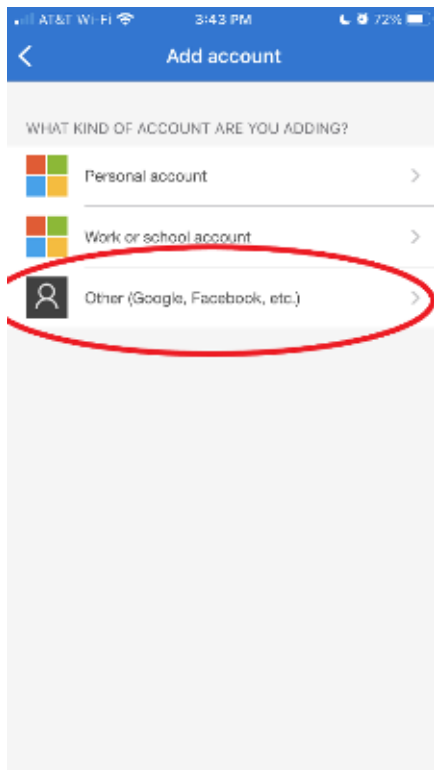 AT&T Wi-Fi 3:43 PM 72%
Add account
WHAT KIND OF ACCOUNT ARE YOU ADDING?
Personal account
Work or school account
Other (Google, Facebook, etc.)